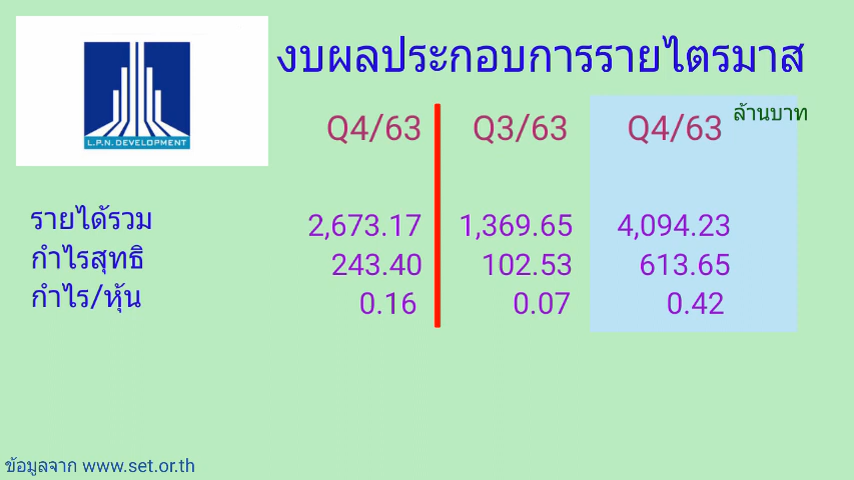 งบผลประกอบการรายไตรมาส
ล้านบาท
Q4/63 Q3/63 Q4/63
L.P.N. DEVELOPMENT
รายได้รวม 2,673.17 1,369.65 4,094.23
กำไรสุทธิ 243.40 102.53 613.65
กำไร/หุ้น 0.16 0.07 0.42
ข้อมูลจาก www.set.or.th